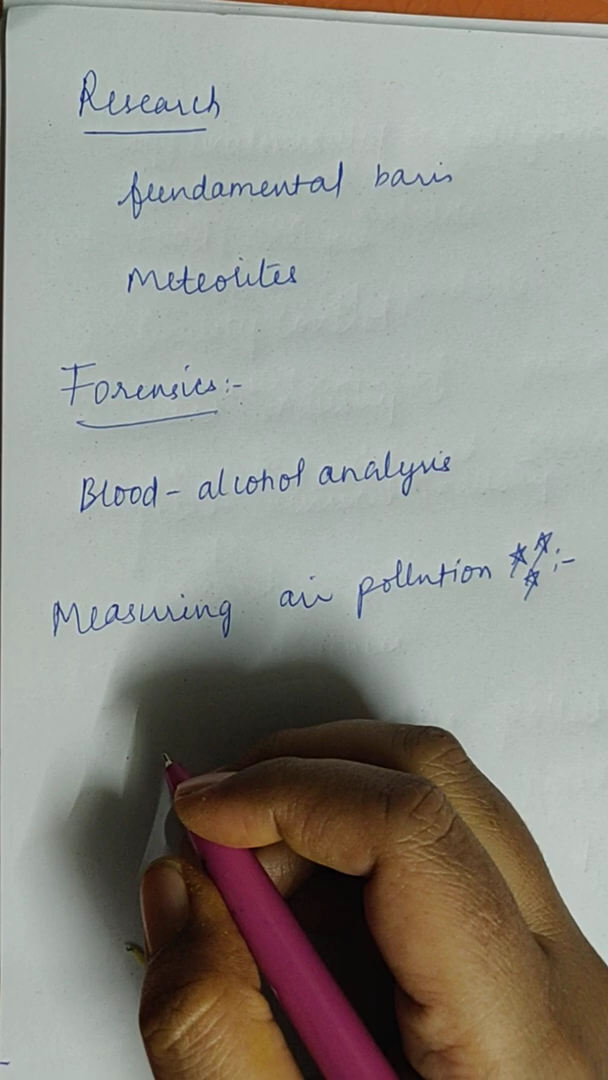 Research
fundamental basis
Meteorites
Forensics:-
Blood - alcohol analysis
Measuring air pollution ***:-